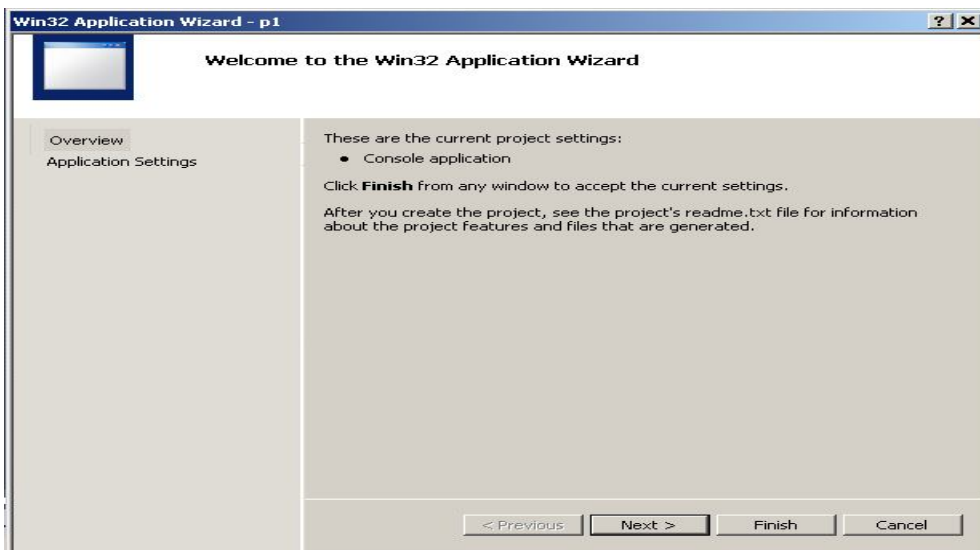 Win32 Application Wizard - p1
Welcome to the Win32 Application Wizard
Overview
Application Settings
These are the current project settings:
• Console application
Click Finish from any window to accept the current settings.
After you create the project, see the project's readme.txt file for information
about the project features and files that are generated.
< Previous
Next >
Finish
Cancel